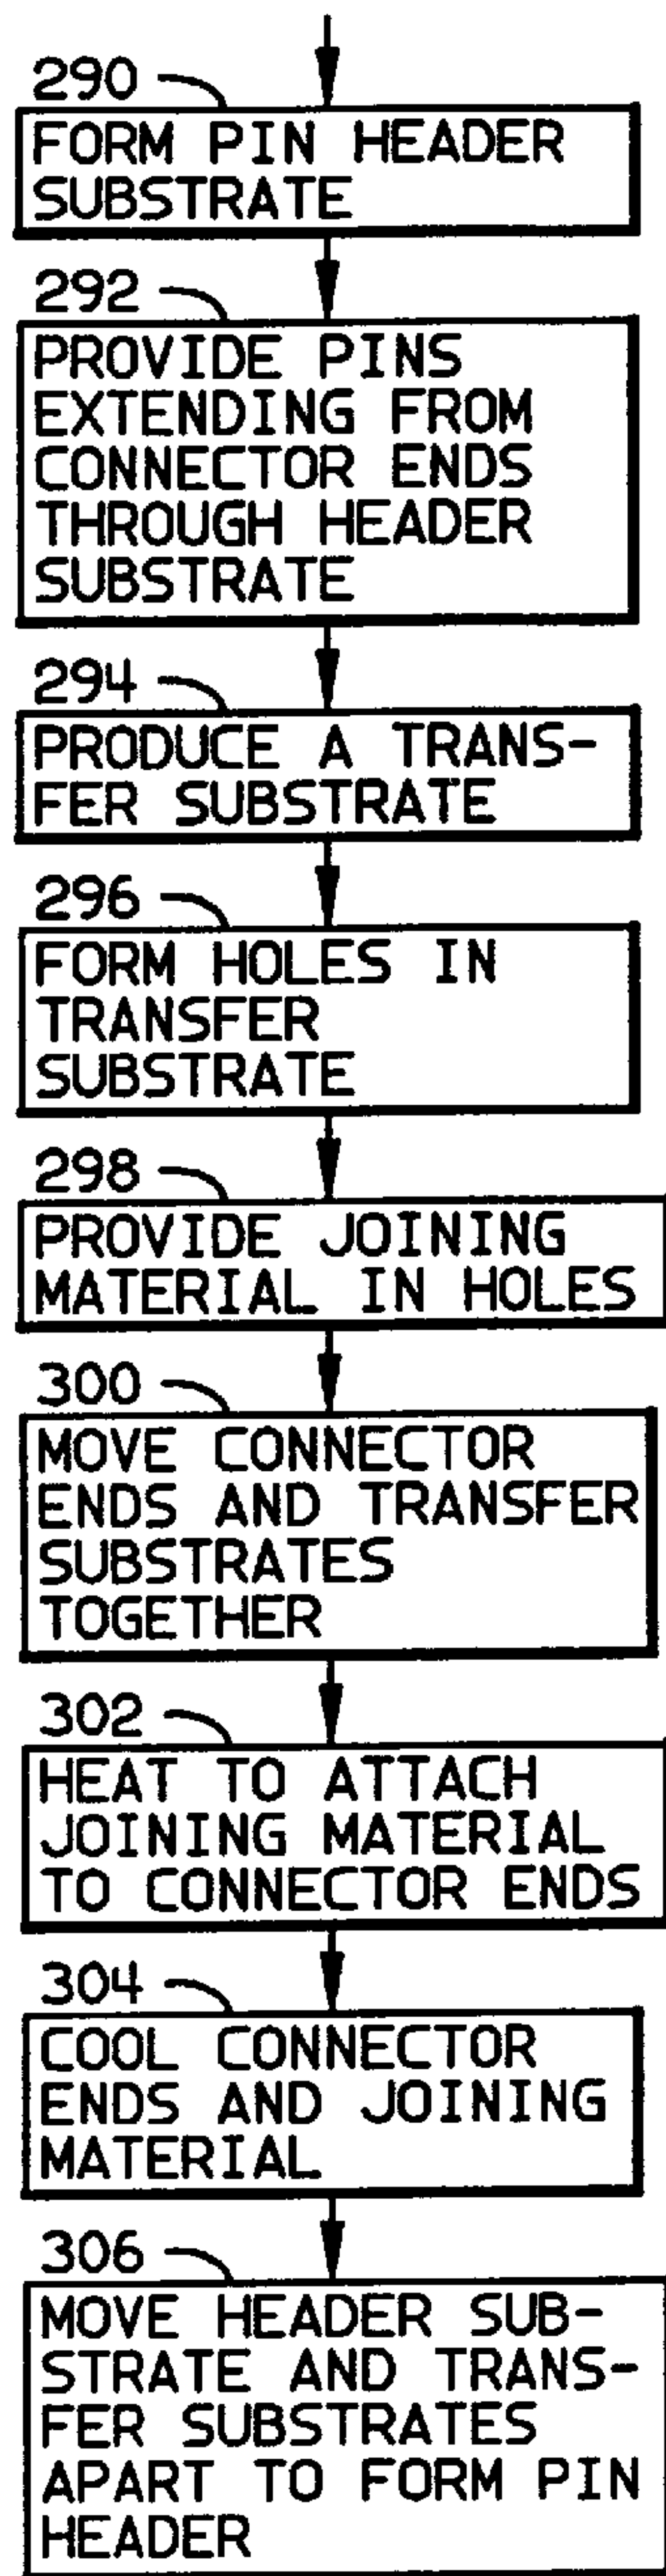 290
FORM PIN HEADER
SUBSTRATE
292
PROVIDE PINS
EXTENDING FROM
CONNECTOR ENDS
THROUGH HEADER
SUBSTRATE
294
PRODUCE A TRANS-
FER SUBSTRATE
296
FORM HOLES IN
TRANSFER
SUBSTRATE
298
PROVIDE JOINING
MATERIAL IN HOLES
300
MOVE CONNECTOR
ENDS AND TRANSFER
SUBSTRATES
TOGETHER
302
HEAT TO ATTACH
JOINING MATERIAL
TO CONNECTOR ENDS
304
COOL CONNECTOR
ENDS AND JOINING
MATERIAL
306
MOVE HEADER SUB-
STRATE AND TRANS-
FER SUBSTRATES
APART TO FORM PIN
HEADER